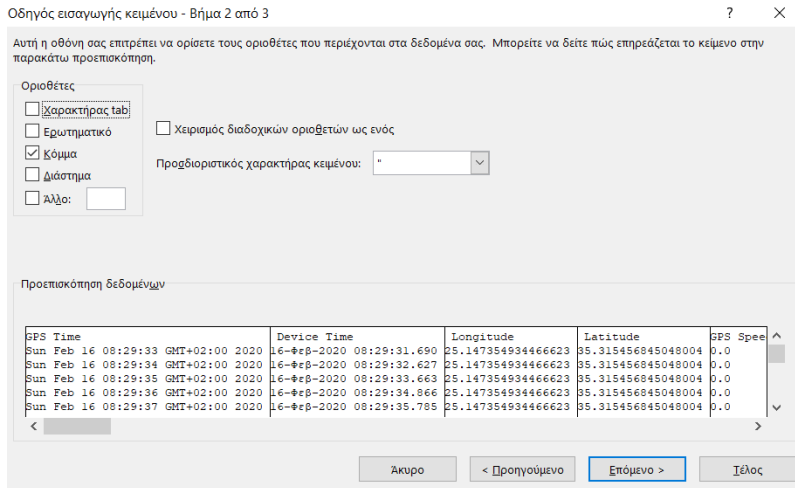 Οδηγός εισαγωγής κειμένου - Βήμα 2 από 3
?
Αυτή η οθόνη σας επιτρέπει να ορίσετε τους οριοθέτες που περιέχονται στα δεδομένα σας. Μπορείτε να δείτε πώς επηρεάζεται το κείμενο στην
παρακάτω προεπισκόπηση.
Οριοθέτες
Χαρακτήρας tab
Ερωτηματικό
Κόμμα
Διάστημα
Άλλο:
Χειρισμός διαδοχικών οριοθετών ως ενός
Προσδιοριστικός χαρακτήρας κειμένου: "
Προεπισκόπηση δεδομένων
GPS Time Device Time Longitude Latitude GPS Spee
Sun Feb 16 08:29:33 GMT+02:00 2020 16-Φεβ-2020 08:29:31.690 25.147354934466623 35.315456845048004 0.0
Sun Feb 16 08:29:34 GMT+02:00 2020 16-Φεβ-2020 08:29:32.627 25.147354934466623 35.315456845048004 0.0
Sun Feb 16 08:29:35 GMT+02:00 2020 16-Φεβ-2020 08:29:33.663 25.147354934466623 35.315456845048004 0.0
Sun Feb 16 08:29:36 GMT+02:00 2020 16-Φεβ-2020 08:29:34.866 25.147354934466623 35.315456845048004 0.0
Sun Feb 16 08:29:37 GMT+02:00 2020 16-Φεβ-2020 08:29:35.785 25.147354934466623 35.315456845048004 0.0
Άκυρο < Προηγούμενο Επόμενο > Τέλος